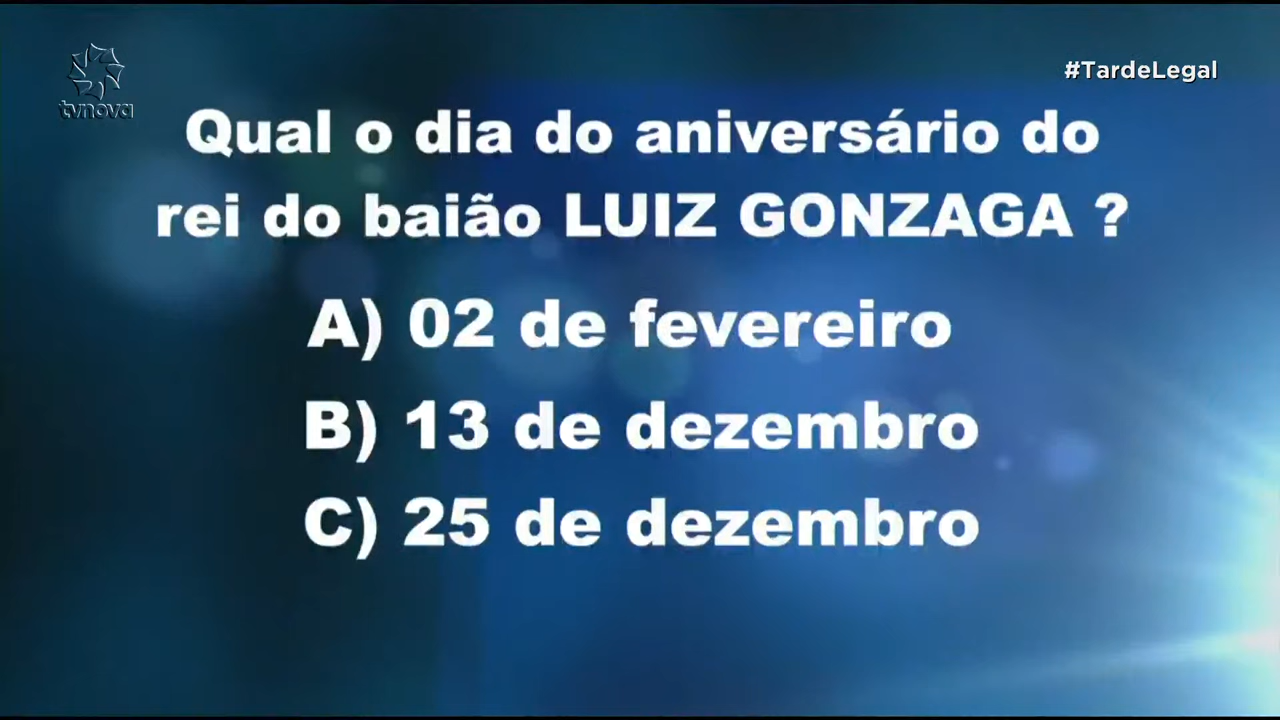 tvnova
#TardeLegal
Qual o dia do aniversário do
rei do baião LUIZ GONZAGA ?
A) 02 de fevereiro
B) 13 de dezembro
C) 25 de dezembro